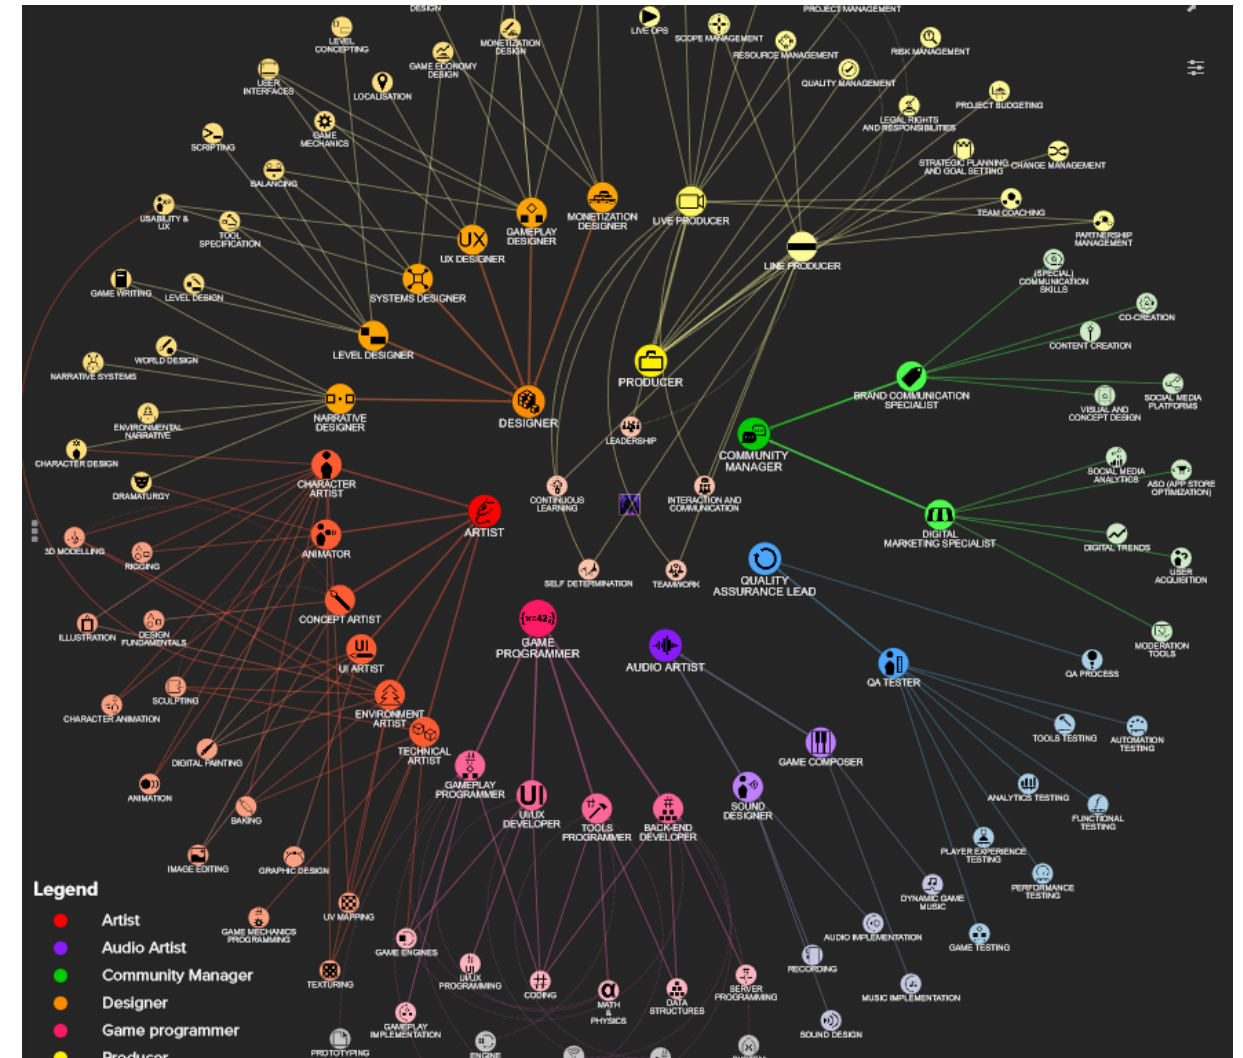 DESIGN
PROJECT MANAGEMENT
LIVE OPS
SCOPE MANAGEMENT
RESOURCE MANAGEMENT
RISK MANAGEMENT
LEVEL
CONCEPTING
MONETIZATION
DESIGN
GAME ECONOMY
DESIGN
USER
INTERFACES
LOCALISATION
QUALITY MANAGEMENT
PROJECT BUDGETING
LEGAL RIGHTS
AND RESPONSIBILITIES
GAME
MECHANICS
SCRIPTING
STRATEGIC PLANNING
AND GOAL SETTING
CHANGE MANAGEMENT
BALANCING
USABILITY &
UX
TOOL
SPECIFICATION
UX
UX DESIGNER
GAMEPLAY
DESIGNER
MONETIZATION
DESIGNER
LIVE PRODUCER
TEAM COACHING
PARTNERSHIP
MANAGEMENT
LINE PRODUCER
(SPECIAL)
COMMUNICATION
SKILLS
GAME WRITING
LEVEL DESIGN
SYSTEMS DESIGNER
CO-CREATION
CONTENT CREATION
LEVEL DESIGNER
WORLD DESIGN
NARRATIVE SYSTEMS
PRODUCER
BRAND COMMUNICATION
SPECIALIST
SOCIAL MEDIA
PLATFORMS
VISUAL AND
CONCEPT DESIGN
NARRATIVE
DESIGNER
DESIGNER
ENVIRONMENTAL
NARRATIVE
LEADERSHIP
COMMUNITY
MANAGER
CHARACTER DESIGN
CHARACTER
ARTIST
SOCIAL MEDIA
ANALYTICS
ASO (APP STORE
OPTIMIZATION)
DRAMATURGY
CONTINUOUS
LEARNING
INTERACTION AND
COMMUNICATION
ARTIST
DIGITAL
MARKETING SPECIALIST
DIGITAL TRENDS
3D MODELLING
RIGGING
ANIMATOR
USER
ACQUISITION
SELF DETERMINATION
TEAMWORK
QUALITY
ASSURANCE LEAD
ILLUSTRATION
DESIGN
FUNDAMENTALS
CONCEPT ARTIST
{x=42;}
GAME
PROGRAMMER
MODERATION
TOOLS
UI
UI ARTIST
AUDIO ARTIST
QA TESTER
QA PROCESS
SCULPTING
CHARACTER ANIMATION
ENVIRONMENT
ARTIST
TECHNICAL
ARTIST
TOOLS TESTING
AUTOMATION
TESTING
DIGITAL PAINTING
GAME COMPOSER
ANIMATION
GAMEPLAY
PROGRAMMER
UI
UI/UX
DEVELOPER
#
TOOLS
PROGRAMMER
#
BACK-END
DEVELOPER
SOUND
DESIGNER
ANALYTICS TESTING
FUNCTIONAL
TESTING
BAKING
PLAYER EXPERIENCE
TESTING
IMAGE EDITING
GRAPHIC DESIGN
PERFORMANCE
TESTING
DYNAMIC GAME
MUSIC
UV MAPPING
GAME MECHANICS
PROGRAMMING
GAME ENGINES
AUDIO IMPLEMENTATION
GAME TESTING
TEXTURING
UI
UI/UX
PROGRAMMING
#
CODING
MATH
&
PHYSICS
DATA
STRUCTURES
SERVER
PROGRAMMING
RECORDING
MUSIC IMPLEMENTATION
GAMEPLAY
IMPLEMENTATION
SOUND DESIGN
PROTOTYPING
ENGINE
SYSTEM
Legend
Artist
Audio Artist
Community Manager
Designer
Game programmer
Producer